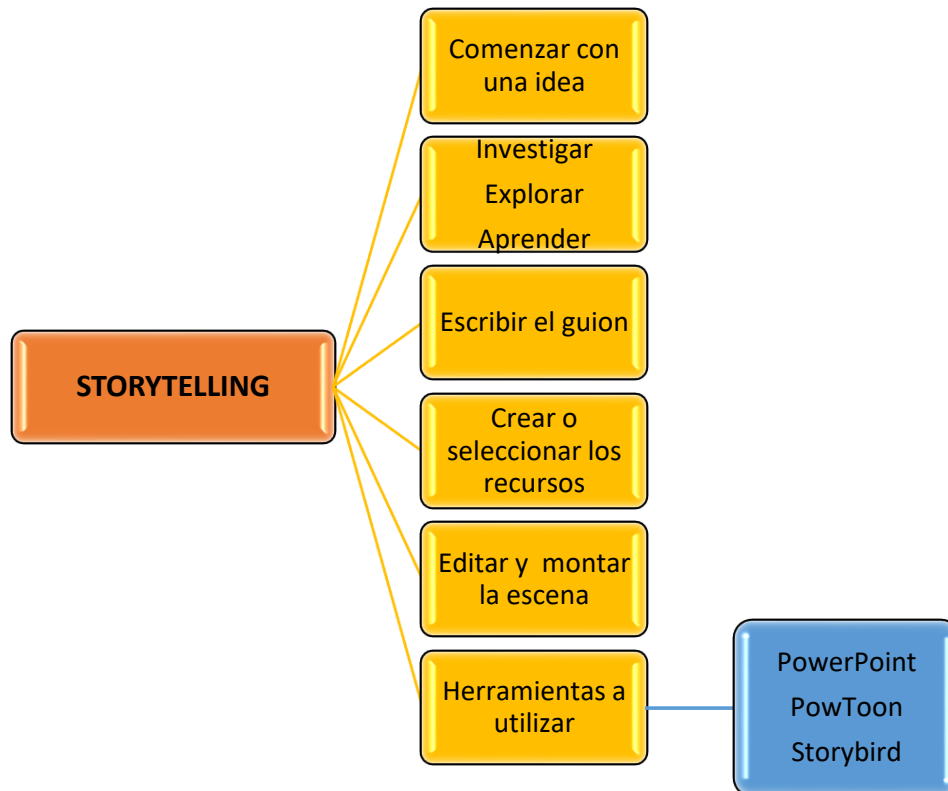 Comenzar con
una idea
Investigar
Explorar
Aprender
Escribir el guion
STORYTELLING
Crear o
seleccionar los
recursos
Editar y  montar
la escena
Herramientas a
utilizar
PowerPoint
PowToon
Storybird